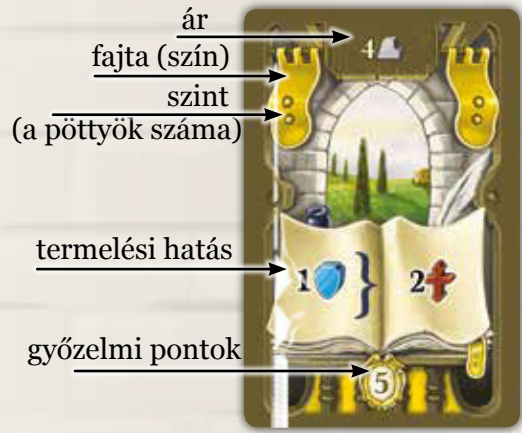 ár
fajta (szín)
szint
(a pöttyök száma)
termelési hatás
győzelmi pontok
4
1 } 2
5